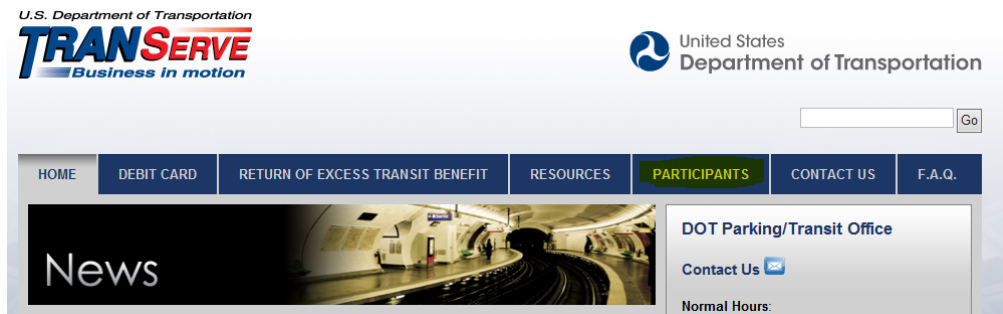 U.S. Department of Transportation
TRANSERVE
Business in motion
United States
Department of Transportation
Go
HOME
DEBIT CARD
RETURN OF EXCESS TRANSIT BENEFIT
RESOURCES
PARTICIPANTS
CONTACT US
F.A.Q.
News
DOT Parking/Transit Office
Contact Us
Normal Hours: